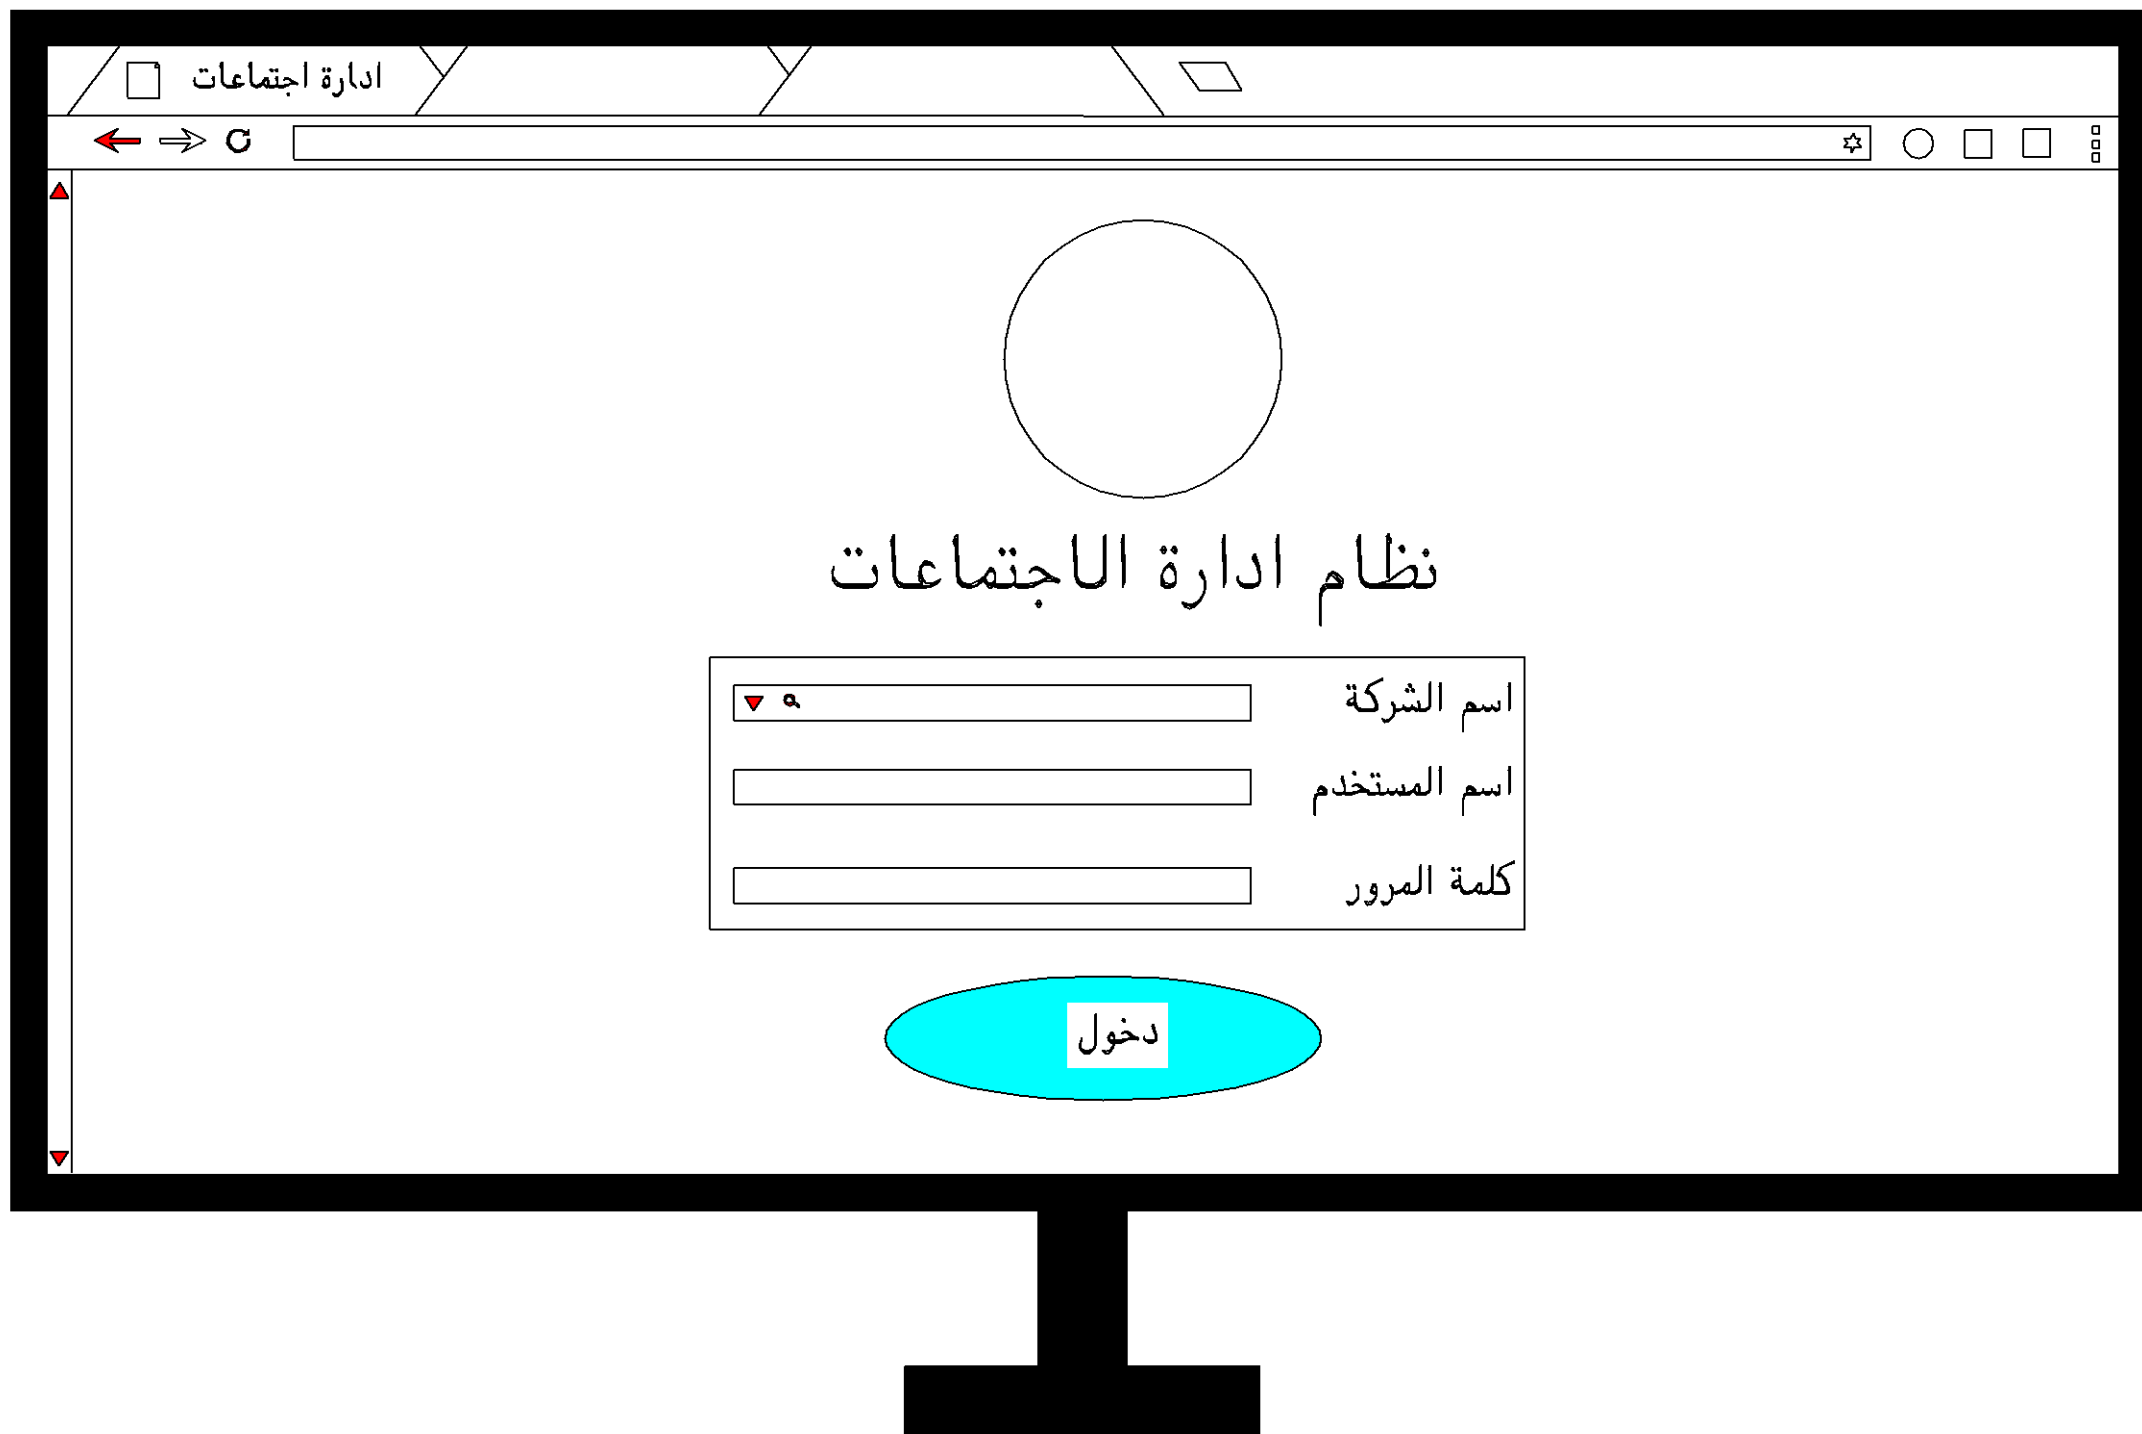 ادارة اجتماعات
نظام ادارة الاجتماعات
اسم الشركة
اسم المستخدم
كلمة المرور
دخول